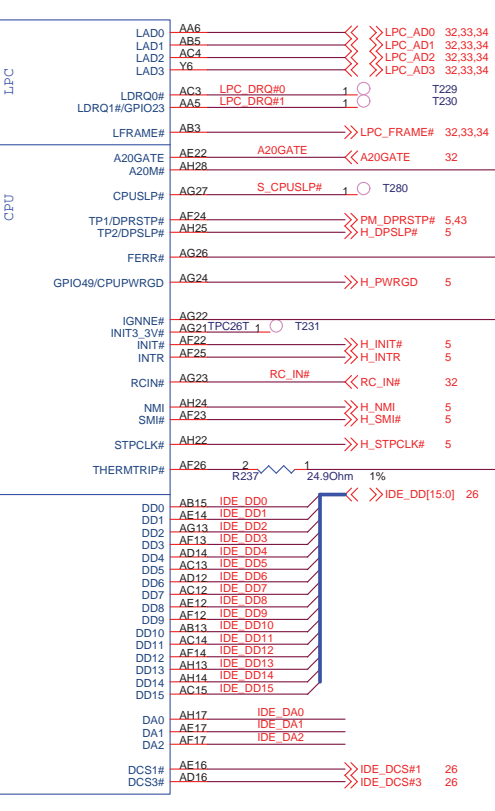 LPC
LAD0 AA6 LPC_AD0 32,33,34
LAD1 AB5 LPC_AD1 32,33,34
LAD2 AC4 LPC_AD2 32,33,34
LAD3 Y6 LPC_AD3 32,33,34
LDRQ0# AC3 LPC_DRQ#0 1 T229
LDRQ1#/GPIO23 AA5 LPC_DRQ#1 1 T230
LFRAME# AB3 LPC_FRAME# 32,33,34
CPU
A20GATE AE22 A20GATE A20GATE 32
A20M# AH28
CPUSLP# AG27 S_CPUSLP# 1 T280
TP1/DPRSTP# AF24 PM_DPRSTP# 5,43
TP2/DPSLP# AH25 H_DPSLP# 5
FERR# AG26
GPIO49/CPUPWRGD AG24 H_PWRGD 5
IGNNE# AG22
INIT3_3V# AG21 TPC26T 1 T231
INIT# AF22 H_INIT# 5
INTR AF25 H_INTR 5
RCIN# AG23 RC_IN# RC_IN# 32
NMI AH24 H_NMI 5
SMI# AF23 H_SMI# 5
STPCLK# AH22 H_STPCLK# 5
THERMTRIP# AF26 2 1
R237 24.9Ohm 1%
IDE_DD[15:0] 26
DD0 AB15 IDE_DD0
DD1 AE14 IDE_DD1
DD2 AG13 IDE_DD2
DD3 AF13 IDE_DD3
DD4 AD14 IDE_DD4
DD5 AC13 IDE_DD5
DD6 AD12 IDE_DD6
DD7 AC12 IDE_DD7
DD8 AE12 IDE_DD8
DD9 AF12 IDE_DD9
DD10 AB13 IDE_DD10
DD11 AC14 IDE_DD11
DD12 AF14 IDE_DD12
DD13 AH13 IDE_DD13
DD14 AH14 IDE_DD14
DD15 AC15 IDE_DD15
DA0 AH17 IDE_DA0
DA1 AE17 IDE_DA1
DA2 AF17 IDE_DA2
DCS1# AE16 IDE_DCS#1 26
DCS3# AD16 IDE_DCS#3 26